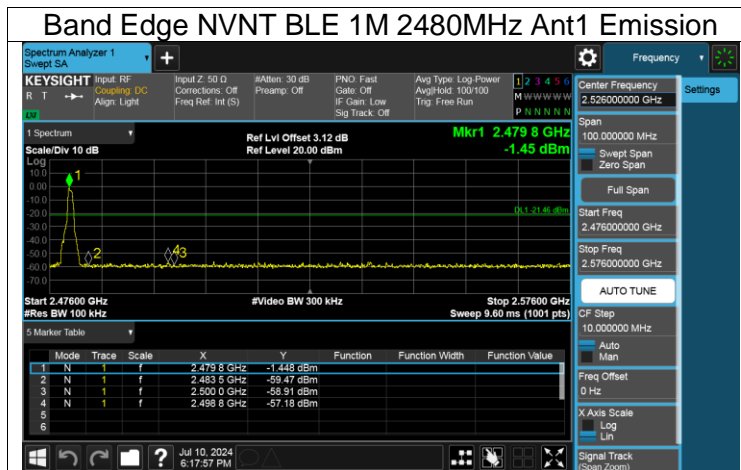 Band Edge NVNT BLE 1M 2480MHz Ant1 Emission
Spectrum Analyzer 1
Swept SA
+
Frequency
KEYSIGHT
R T
LXI
Input: RF
Coupling: DC
Align: Light
Input Z: 50 Ω
Corrections: Off
Freq Ref: Int (S)
#Atten: 30 dB
Preamp: Off
PNO: Fast
Gate: Off
IF Gain: Low
Sig Track: Off
Avg Type: Log-Power
Avg|Hold: 100/100
Trig: Free Run
1 2 3 4 5 6
M W W W W W
P N N N N N
1 Spectrum
Scale/Div 10 dB
Ref Lvl Offset 3.12 dB
Ref Level 20.00 dBm
Mkr1 2.479 8 GHz
-1.45 dBm
Log
10.0
0.00
-10.0
-20.0
-30.0
-40.0
-50.0
-60.0
-70.0
1
2
4
3
DL1 -21.46 dBm
Start 2.47600 GHz
#Res BW 100 kHz
#Video BW 300 kHz
Stop 2.57600 GHz
Sweep 9.60 ms (1001 pts)
5 Marker Table
Mode Trace Scale X Y Function Function Width Function Value
1 N 1 f 2.479 8 GHz -1.448 dBm
2 N 1 f 2.483 5 GHz -59.47 dBm
3 N 1 f 2.500 0 GHz -58.91 dBm
4 N 1 f 2.498 8 GHz -57.18 dBm
5
6
Center Frequency
2.526000000 GHz
Settings
Span
100.000000 MHz
Swept Span
Zero Span
Full Span
Start Freq
2.476000000 GHz
Stop Freq
2.576000000 GHz
AUTO TUNE
CF Step
10.000000 MHz
Auto
Man
Freq Offset
0 Hz
X Axis Scale
Log
Lin
Signal Track
(Span Zoom)
?
Jul 10, 2024
6:17:57 PM